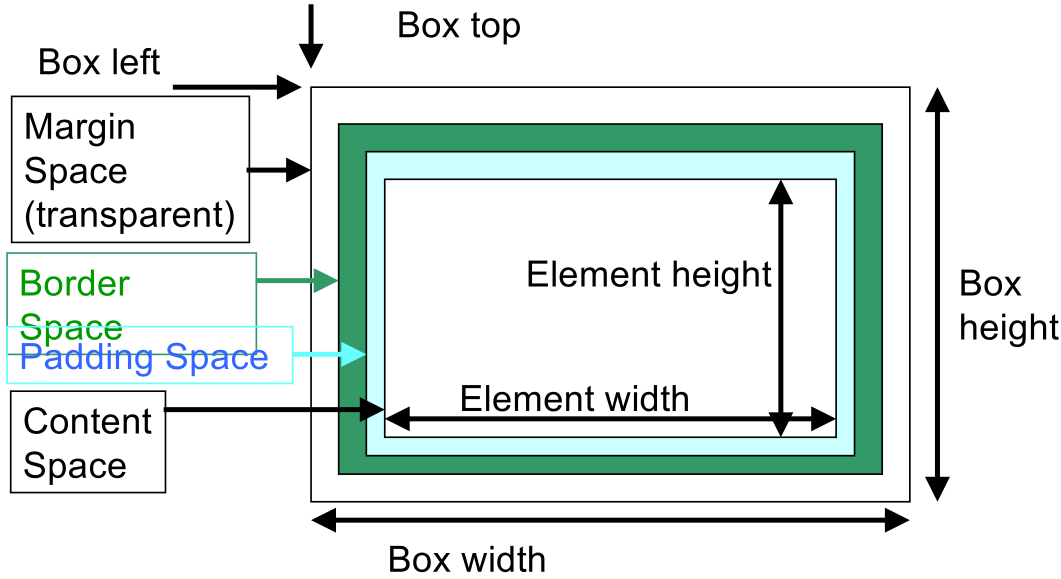 Box top
Box left
Margin
Space
(transparent)
Border
Space
Padding Space
Content
Space
Element height
Element width
Box
height
Box width